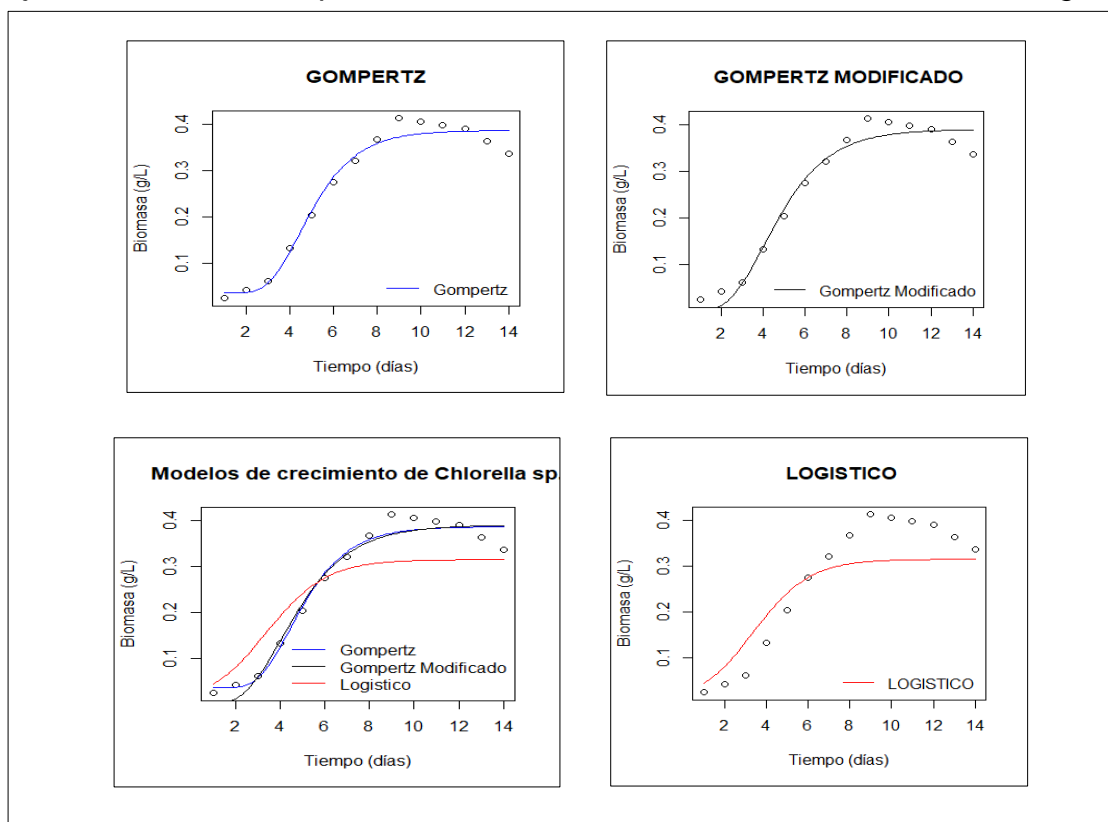 GOMPERTZ
Biomasa (g/L)
0.1 0.2 0.3 0.4
Gompertz
2 4 6 8 10 12 14
Tiempo (días)
GOMPERTZ MODIFICADO
Biomasa (g/L)
0.1 0.2 0.3 0.4
Gompertz Modificado
2 4 6 8 10 12 14
Tiempo (días)
Modelos de crecimiento de Chlorella sp.
Biomasa (g/L)
0.1 0.2 0.3 0.4
Gompertz
Gompertz Modificado
Logistico
2 4 6 8 10 12 14
Tiempo (días)
LOGISTICO
Biomasa (g/L)
0.1 0.2 0.3 0.4
LOGISTICO
2 4 6 8 10 12 14
Tiempo (días)